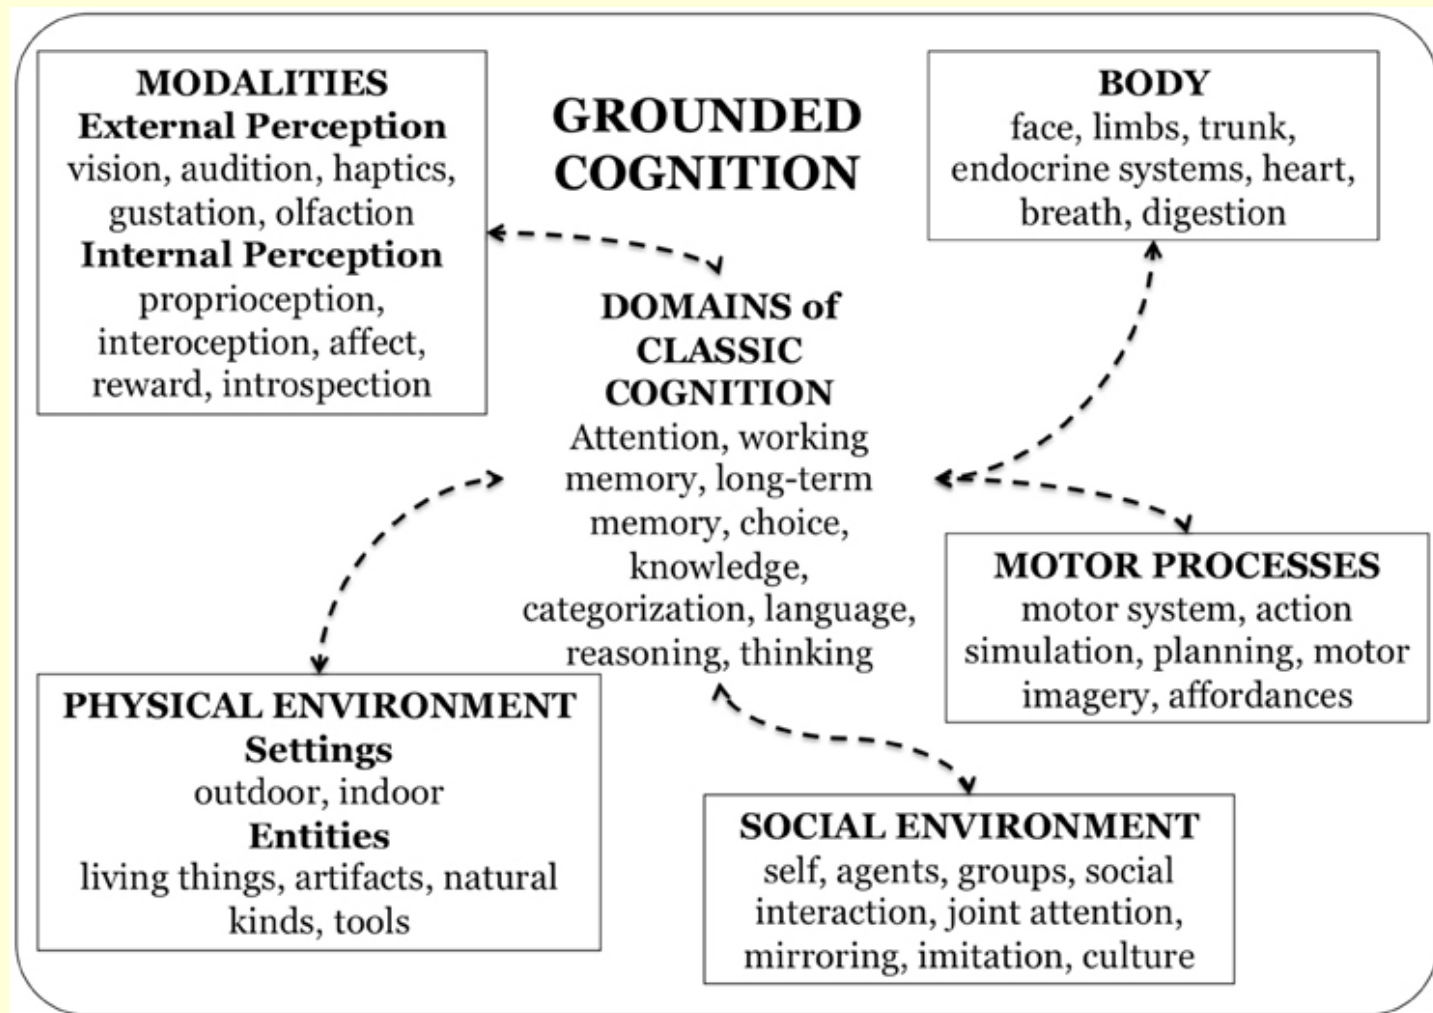 MODALITIES
External Perception
vision, audition, haptics,
gustation, olfaction
Internal Perception
proprioception,
interoception, affect,
reward, introspection
GROUNDED
COGNITION
BODY
face, limbs, trunk,
endocrine systems, heart,
breath, digestion
DOMAINS of
CLASSIC
COGNITION
Attention, working
memory, long-term
memory, choice,
knowledge,
categorization, language,
reasoning, thinking
MOTOR PROCESSES
motor system, action
simulation, planning, motor
imagery, affordances
PHYSICAL ENVIRONMENT
Settings
outdoor, indoor
Entities
living things, artifacts, natural
kinds, tools
SOCIAL ENVIRONMENT
self, agents, groups, social
interaction, joint attention,
mirroring, imitation, culture